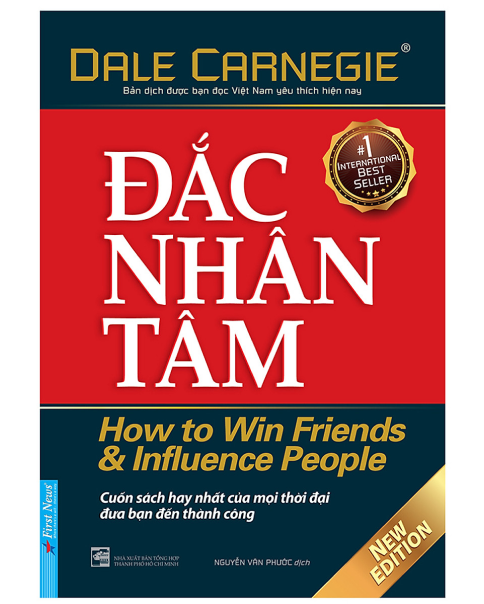 DALE CARNEGIE®
Bản dịch được bạn đọc Việt Nam yêu thích hiện nay
#1
INTERNATIONAL
BEST
SELLER
ĐẮC
NHÂN
TÂM
How to Win Friends
& Influence People
Cuốn sách hay nhất của mọi thời đại
đưa bạn đến thành công
First News®
NHÀ XUẤT BẢN TỔNG HỢP
THÀNH PHỐ HỒ CHÍ MINH
NGUYỄN VĂN PHƯỚC dịch
NEW
EDITION